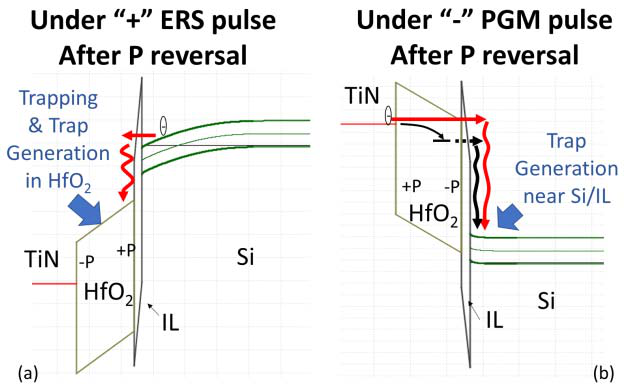 Under “+” ERS pulse
After P reversal
Trapping
& Trap
Generation
in HfO₂
TiN
-P
+P
HfO₂
Si
IL
(a)
Under “-” PGM pulse
After P reversal
TiN
Trap
Generation
near Si/IL
+P
-P
HfO₂
Si
IL
(b)